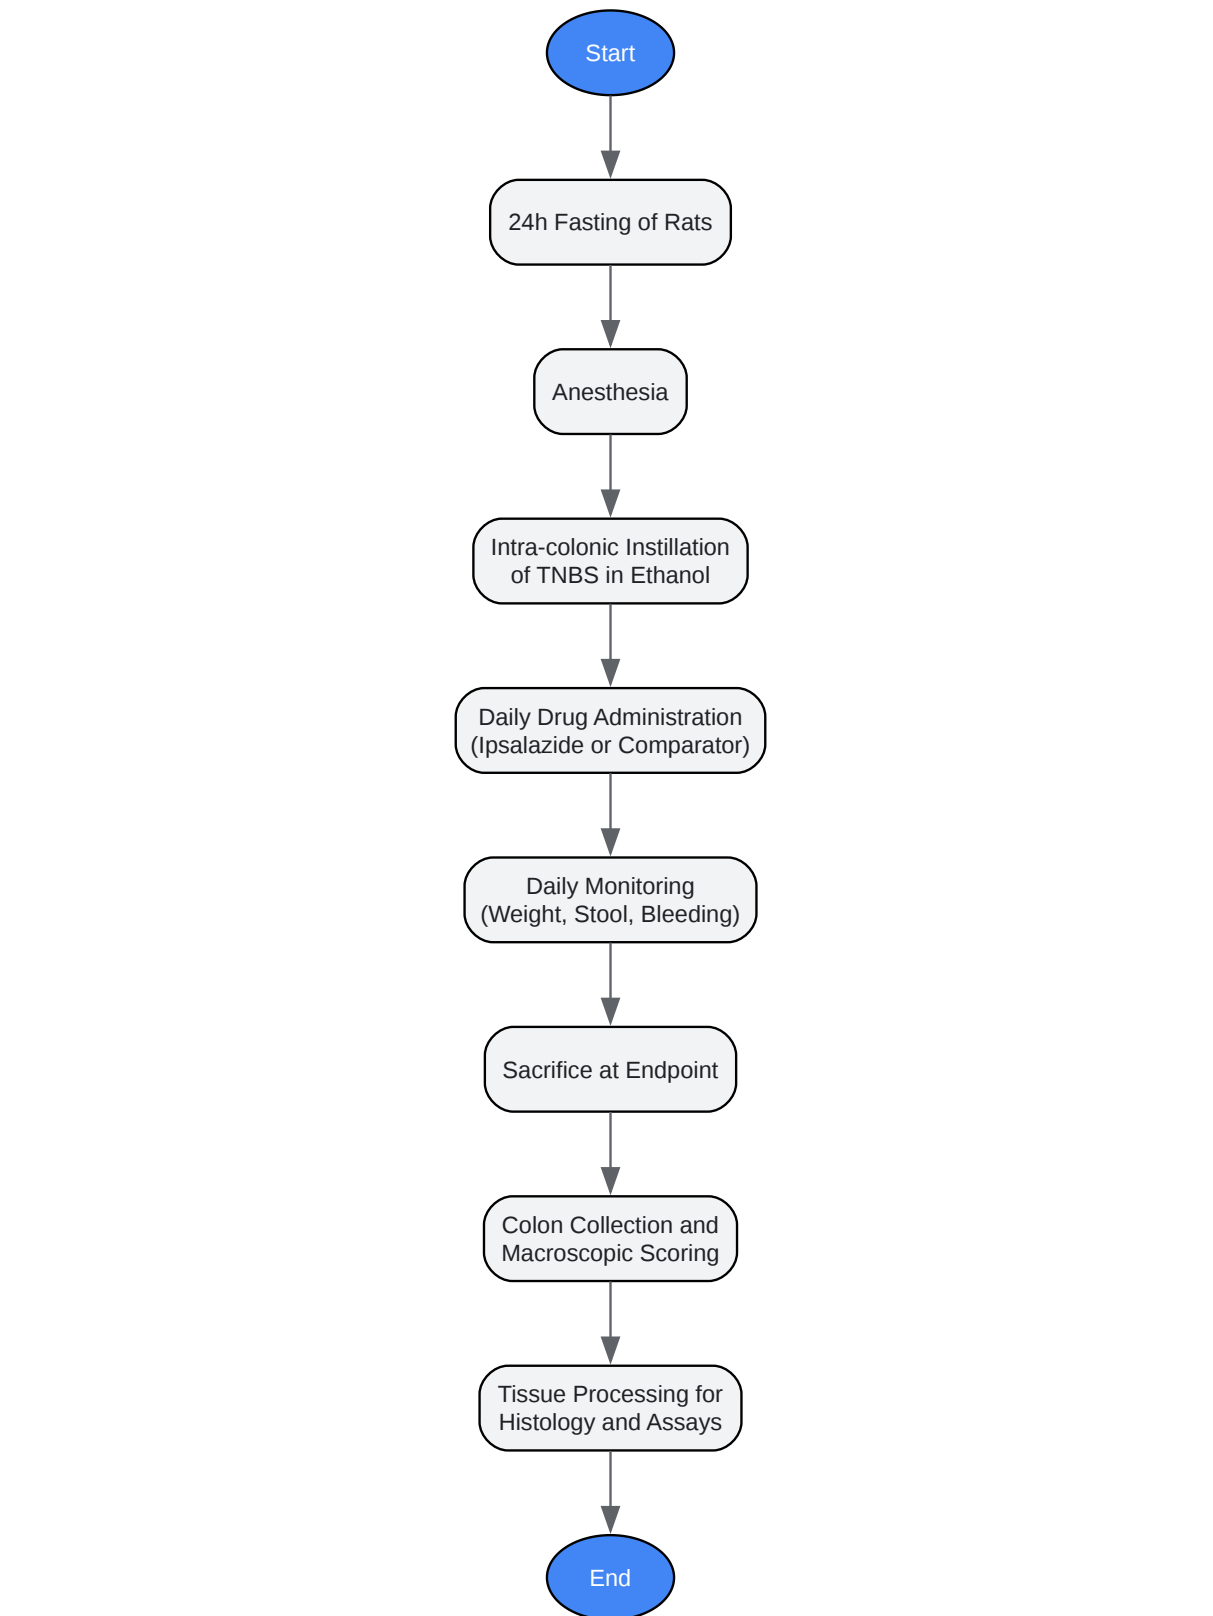 Start
24h Fasting of Rats
Anesthesia
Intra-colonic Instillation
of TNBS in Ethanol
Daily Drug Administration
(Ipsalazide or Comparator)
Daily Monitoring
(Weight, Stool, Bleeding)
Sacrifice at Endpoint
Colon Collection and
Macroscopic Scoring
Tissue Processing for
Histology and Assays
End